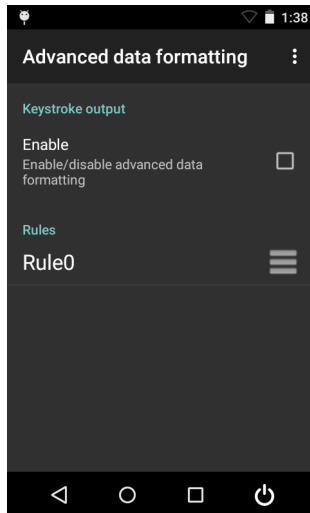 1:38
Advanced data formatting
Keystroke output
Enable
Enable/disable advanced data
formatting
Rules
Rule0